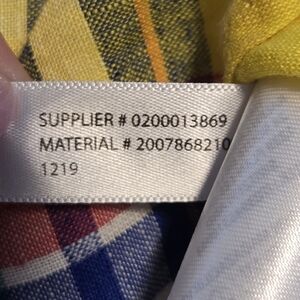 SUPPLIER # 0200013869
MATERIAL # 2007868210
1219